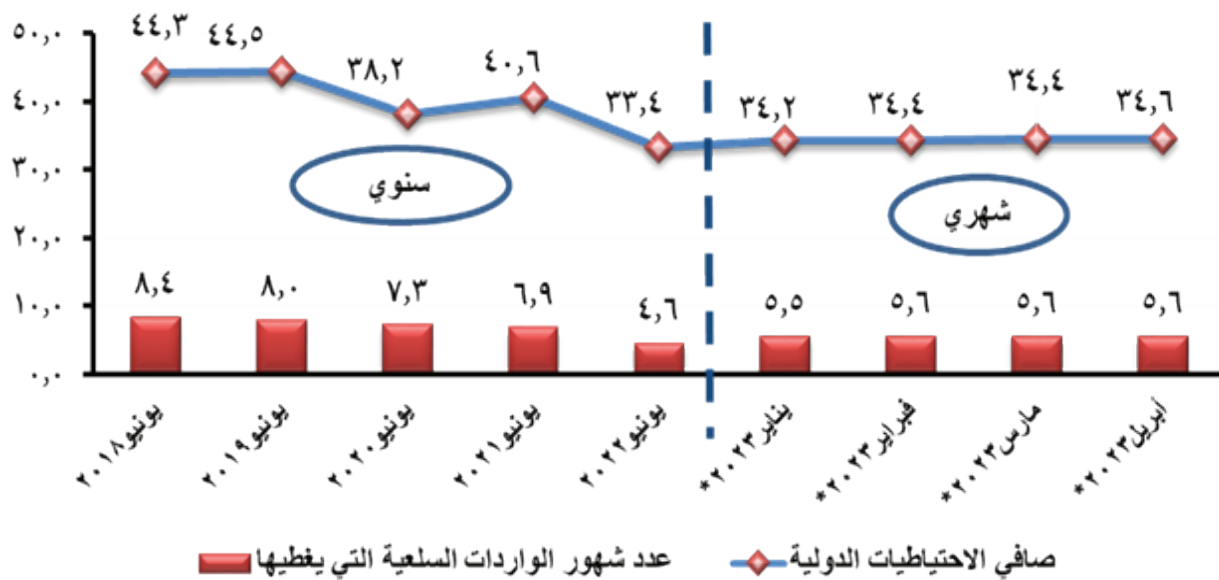 ٥٠,٠
٤٠,٠
٣٠,٠
٢٠,٠
١٠,٠
٠,٠
٤٤,٣
٤٤,٥
٣٨,٢
٤٠,٦
٣٣,٤
٣٤,٢
٣٤,٤
٣٤,٤
٣٤,٦
سنوي
شهري
٨,٤
٨,٠
٧,٣
٦,٩
٤,٦
٥,٥
٥,٦
٥,٦
٥,٦
يونيو٢٠١٨
يونيو٢٠١٩
يونيو٢٠٢٠
يونيو٢٠٢١
يونيو٢٠٢٢
يناير٢٠٢٣*
فبراير٢٠٢٣*
مارس٢٠٢٣*
أبريل٢٠٢٣*
صافي الاحتياطيات الدولية
عدد شهور الواردات السلعية التي يغطيها